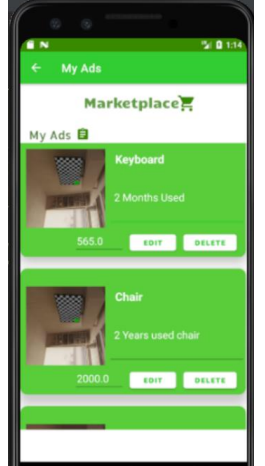 1:14
My Ads
Marketplace
My Ads
Keyboard
2 Months Used
565.0
EDIT
DELETE
Chair
2 Years used chair
2000.0
EDIT
DELETE